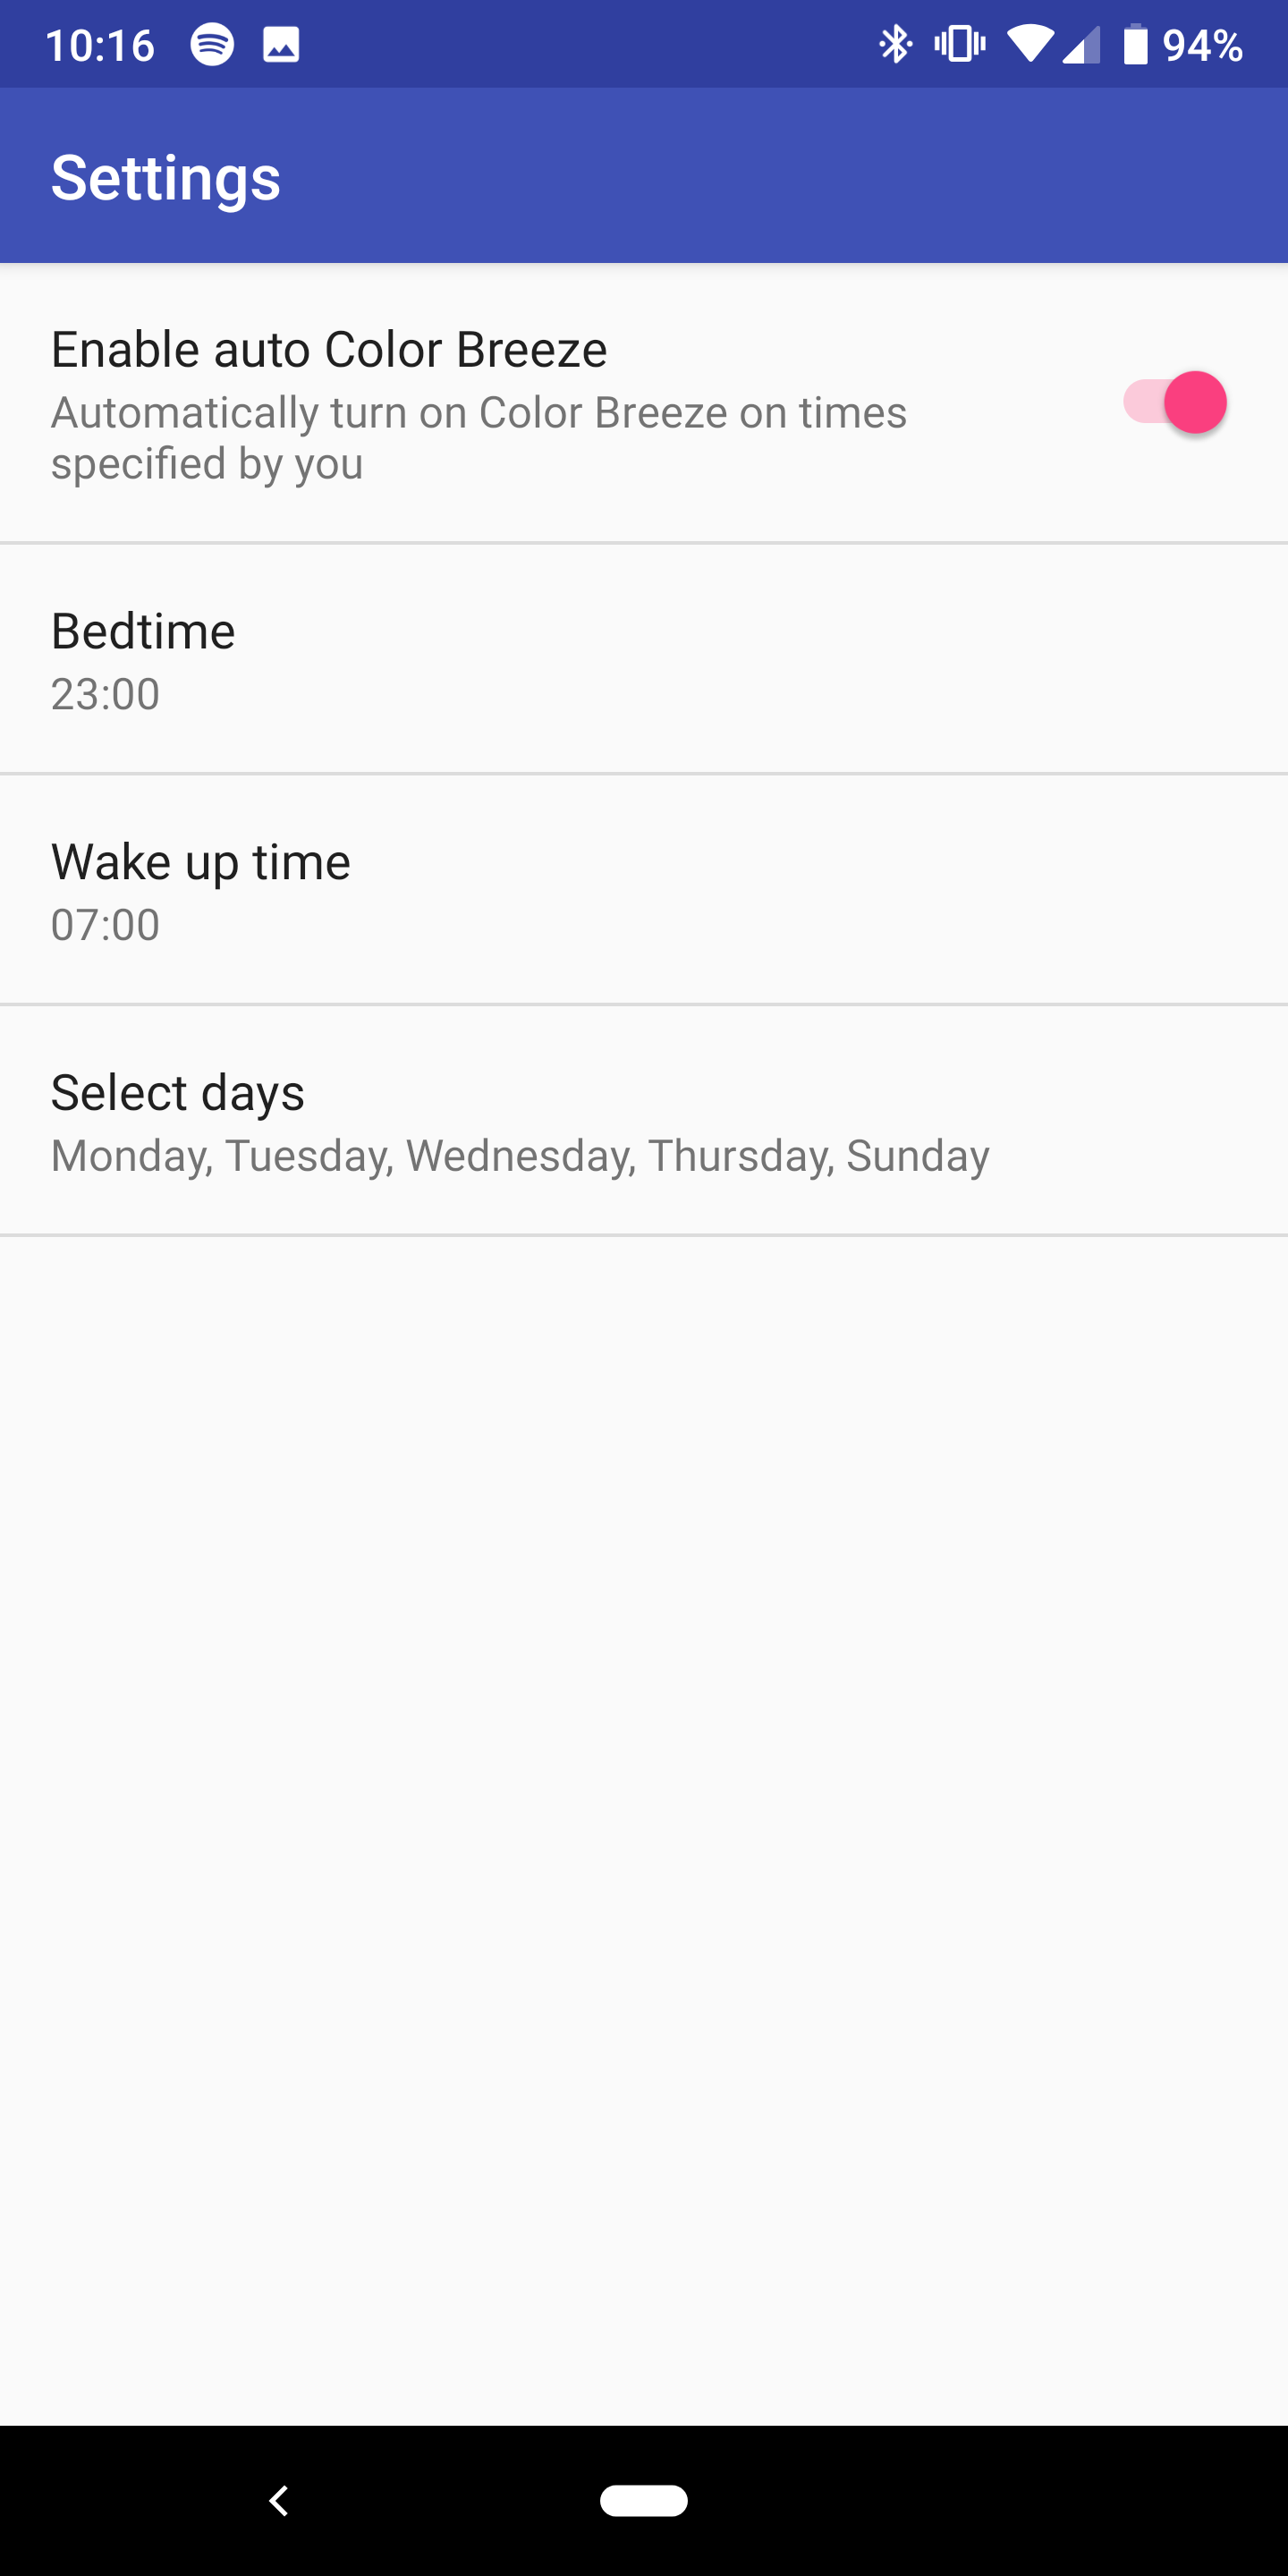 10:16 94%
Settings
Enable auto Color Breeze
Automatically turn on Color Breeze on times
specified by you
Bedtime
23:00
Wake up time
07:00
Select days
Monday, Tuesday, Wednesday, Thursday, Sunday